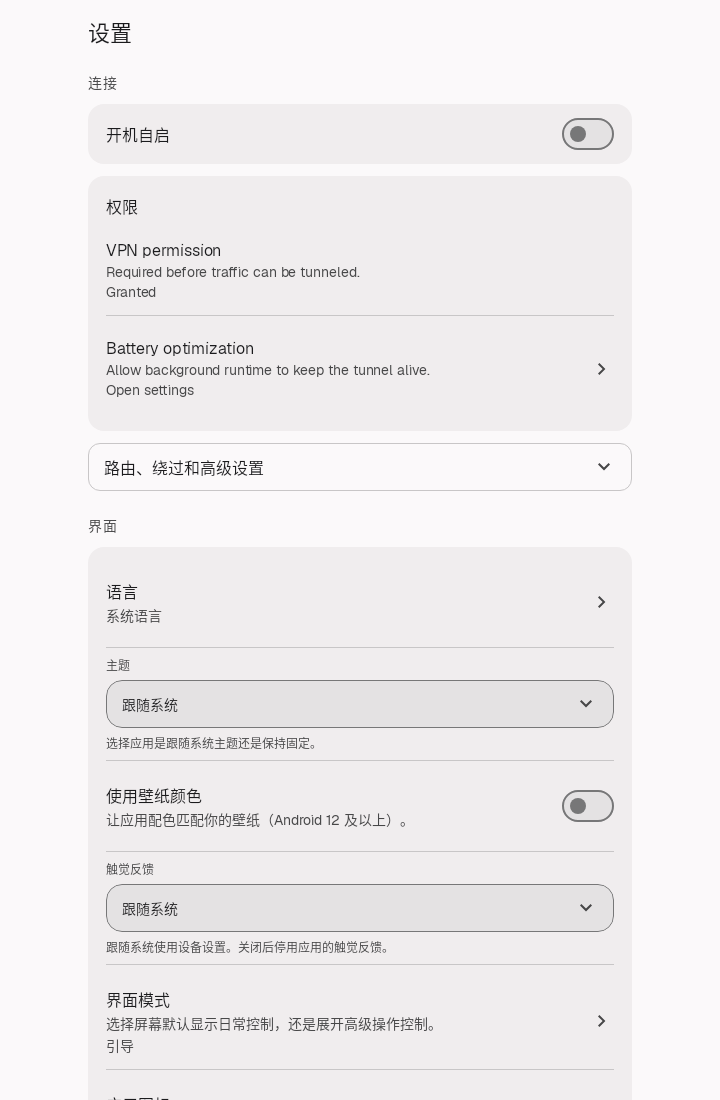 设置
连接
开机自启
权限
VPN permission
Required before traffic can be tunneled.
Granted
Battery optimization
Allow background runtime to keep the tunnel alive.
Open settings
路由、绕过和高级设置
界面
语言
系统语言
主题
跟随系统
选择应用是跟随系统主题还是保持固定。
使用壁纸颜色
让应用配色匹配你的壁纸（Android 12 及以上）。
触觉反馈
跟随系统
跟随系统使用设备设置。关闭后停用应用的触觉反馈。
界面模式
选择屏幕默认显示日常控制，还是展开高级操作控制。
引导